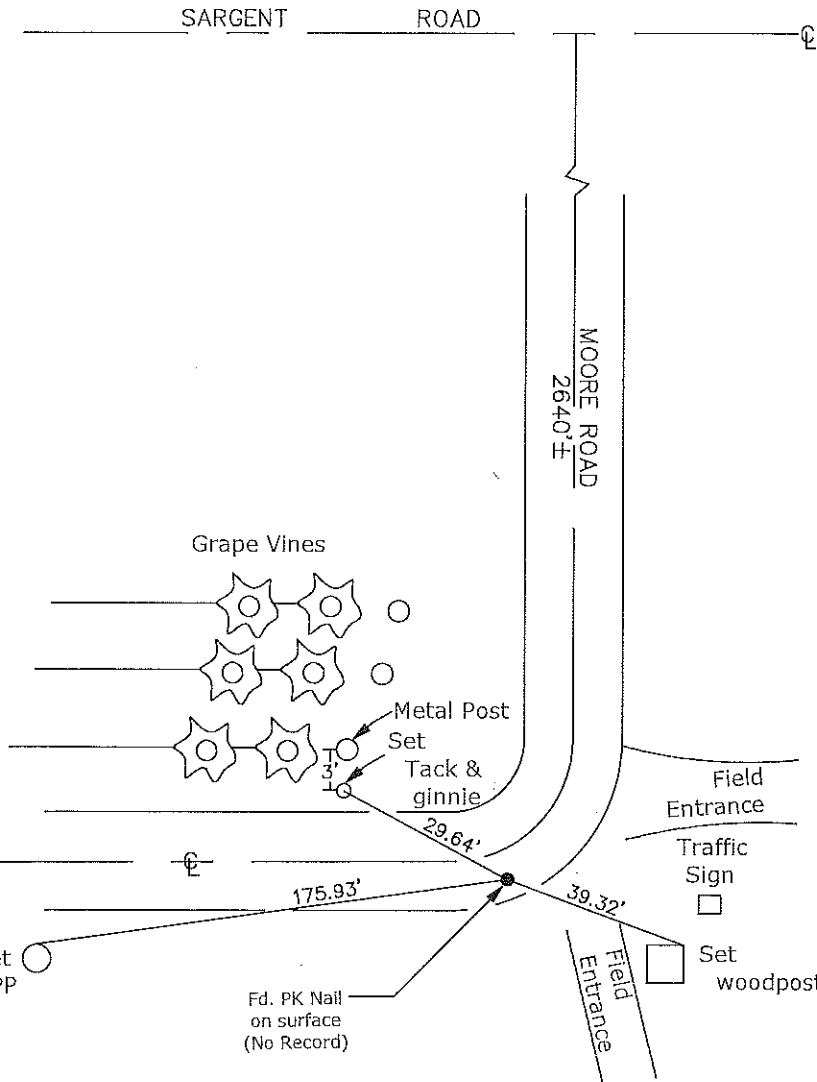 SARGENT ROAD
℄
MOORE ROAD
2640'±
Grape Vines
Metal Post
Set
3'
Tack &
ginnie
Field
Entrance
29.64'
Traffic
Sign
℄
175.93'
39.32'
Set
woodpost
Field
Entrance
Fd. PK Nail
on surface
(No Record)